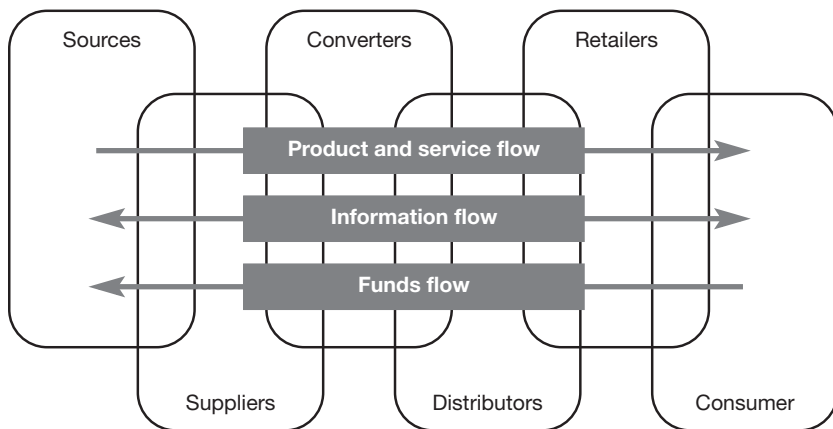 Sources
Converters
Retailers
Product and service flow
Information flow
Funds flow
Suppliers
Distributors
Consumer